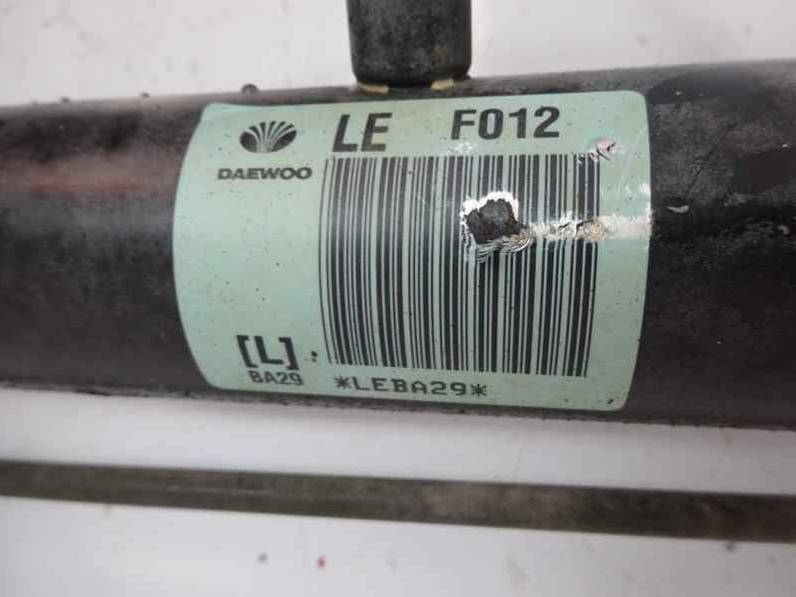 LE F012
DAEWOO
[L]
BA29
*LEBA29*